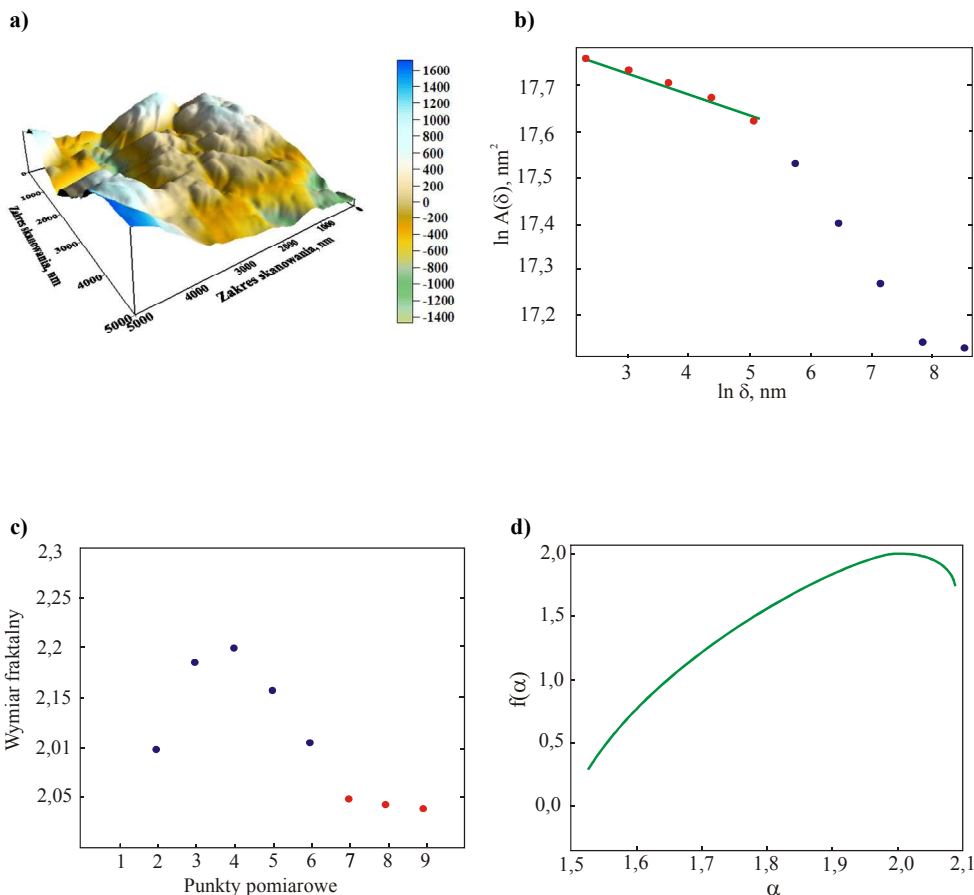 a)
1600
1400
1200
1000
800
600
400
200
0
-200
-400
-600
-800
-1000
-1200
-1400
0
1000
2000
3000
4000
5000
Zakres skanowania, nm
5000
4000
3000
2000
1000
Zakres skanowania, nm
b)
17,7
17,6
17,5
17,4
17,3
17,2
ln A(δ), nm²
3 4 5 6 7 8
ln δ, nm
c)
2,3
2,25
2,2
2,15
2,01
2,05
Wymiar fraktalny
1 2 3 4 5 6 7 8 9
Punkty pomiarowe
d)
2,0
1,5
1,0
0,5
0,0
f(α)
1,5 1,6 1,7 1,8 1,9 2,0 2,1
α